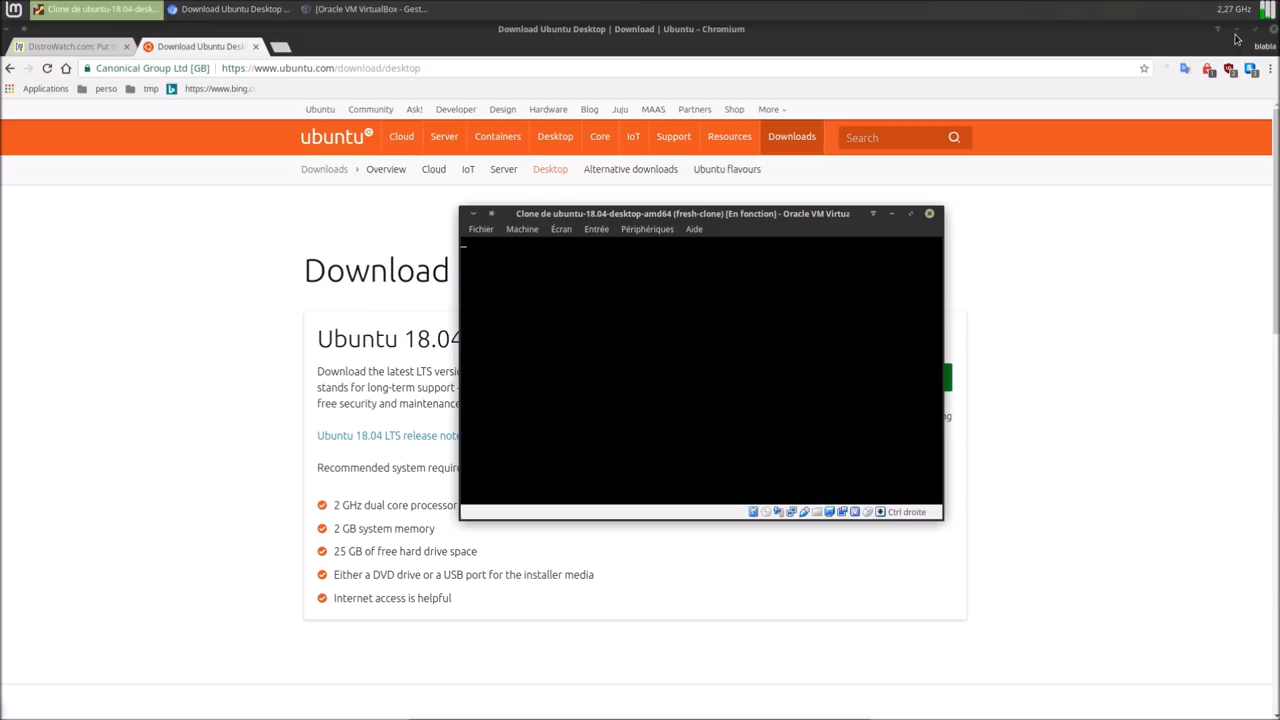 Clone de ubuntu-18.04-desk...
Download Ubuntu Desktop ...
[Oracle VM VirtualBox - Gest...
2,27 GHz
Download Ubuntu Desktop | Download | Ubuntu – Chromium
DistroWatch.com: Put t
Download Ubuntu Desk
blabla
Canonical Group Ltd [GB]
https://www.ubuntu.com/download/desktop
Applications
perso
tmp
https://www.bing.c
Ubuntu Community Ask! Developer Design Hardware Blog Juju MAAS Partners Shop More
ubuntu Cloud Server Containers Desktop Core IoT Support Resources Downloads Search
Downloads › Overview Cloud IoT Server Desktop Alternative downloads Ubuntu flavours
Clone de ubuntu-18.04-desktop-amd64 (fresh-clone) [En fonction] - Oracle VM Virtua
Fichier Machine Écran Entrée Périphériques Aide
Download
Ubuntu 18.04
Download the latest LTS versi
stands for long-term support
free security and maintenance
ng
Ubuntu 18.04 LTS release note
Recommended system require
2 GHz dual core processor
Ctrl droite
2 GB system memory
25 GB of free hard drive space
Either a DVD drive or a USB port for the installer media
Internet access is helpful